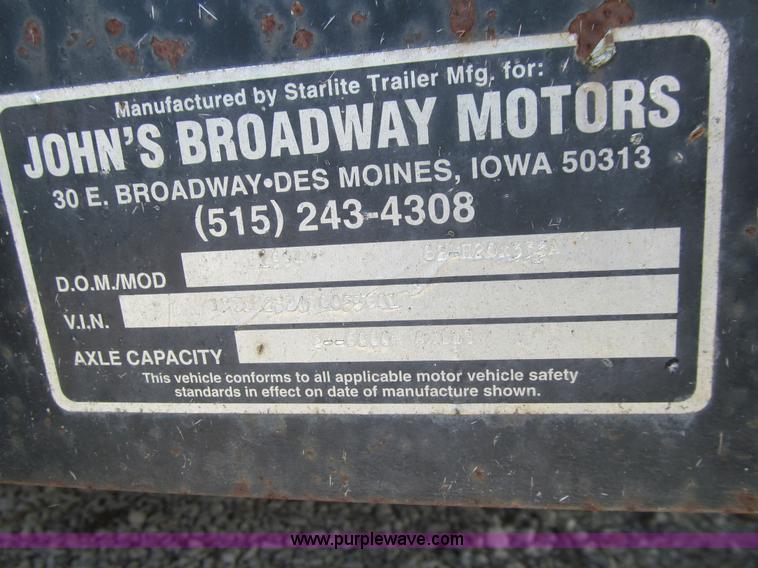 Manufactured by Starlite Trailer Mfg. for:
JOHN'S BROADWAY MOTORS
30 E. BROADWAY•DES MOINES, IOWA 50313
(515) 243-4308
D.O.M./MOD
V.I.N.
AXLE CAPACITY
This vehicle conforms to all applicable motor vehicle safety
standards in effect on date of manufacture shown.
www.purplewave.com